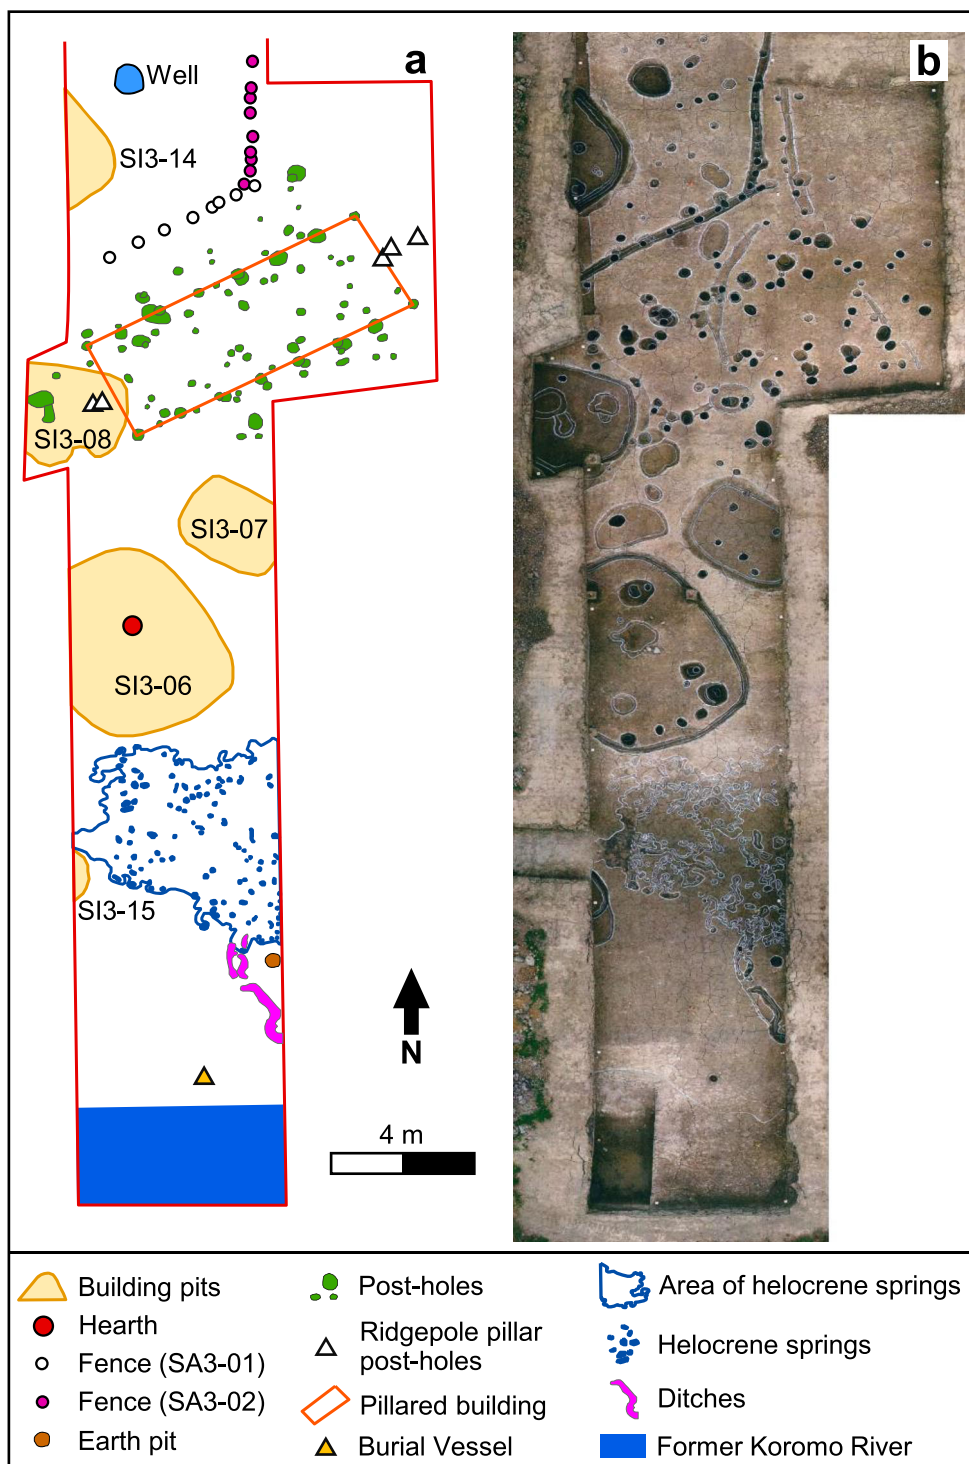 a
b
Well
SI3-14
SI3-08
SI3-07
SI3-06
SI3-15
N
4 m
Building pits
Hearth
Fence (SA3-01)
Fence (SA3-02)
Earth pit
Post-holes
Ridgepole pillar
post-holes
Pillared building
Burial Vessel
Area of helocrene springs
Helocrene springs
Ditches
Former Koromo River